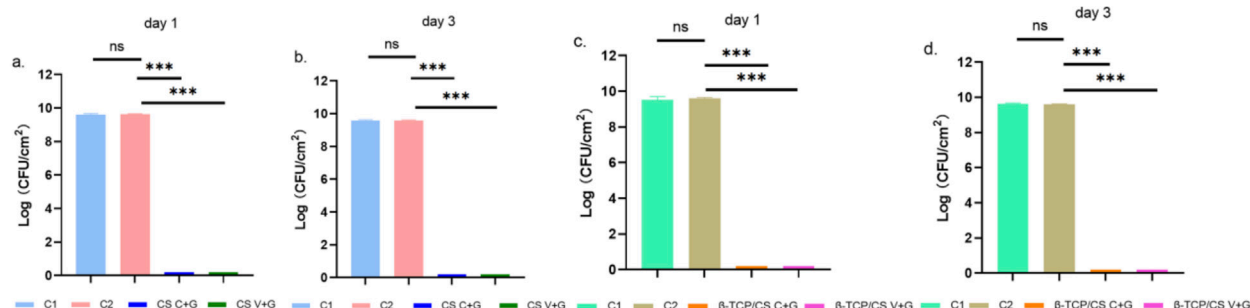 day 1
ns
***
***
a.
12
10
8
6
4
2
0
Log (CFU/cm²)
C1 C2 CS C+G CS V+G
day 3
ns
***
***
b.
12
10
8
6
4
2
0
Log (CFU/cm²)
C1 C2 CS C+G CS V+G
day 1
ns
***
***
c.
12
10
8
6
4
2
0
Log (CFU/cm²)
C1 C2 β-TCP/CS C+G β-TCP/CS V+G
day 3
ns
***
***
d.
12
10
8
6
4
2
0
Log (CFU/cm²)
C1 C2 β-TCP/CS C+G β-TCP/CS V+G